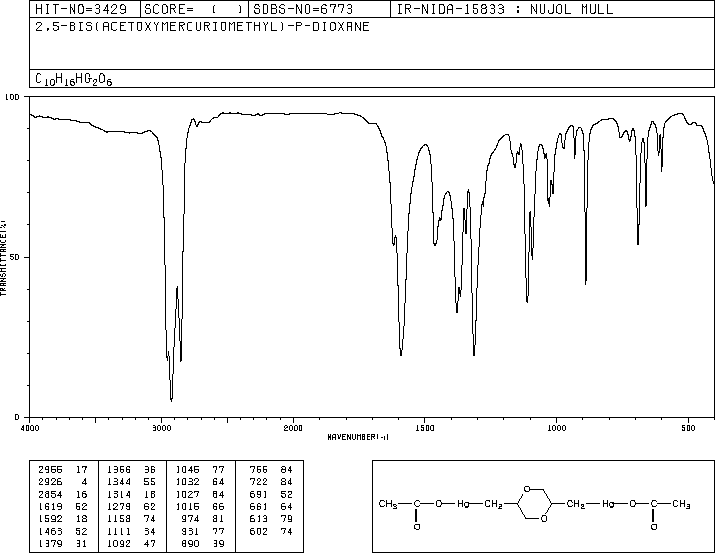 HIT-NO=3429 SCORE= ( ) SDBS-NO=6773 IR-NIDA-15833 : NUJOL MULL
2,5-BIS(ACETOXYMERCURIOMETHYL)-P-DIOXANE
C10H16HG2O6
100
50
0
TRANSMITTANCE(%)
4000 3000 2000 1500 1000 500
WAVENUMBER(-1)
2955 17 1366 36 1045 77 756 84
2926 4 1344 55 1032 64 722 84
2854 16 1314 18 1027 64 691 52
1619 52 1279 62 1015 66 661 64
1592 18 1158 74 974 81 613 79
1463 52 1111 34 931 77 602 74
1379 31 1092 47 890 39
O
CH3 C O Hg CH2 CH2 Hg O C CH3
O O O